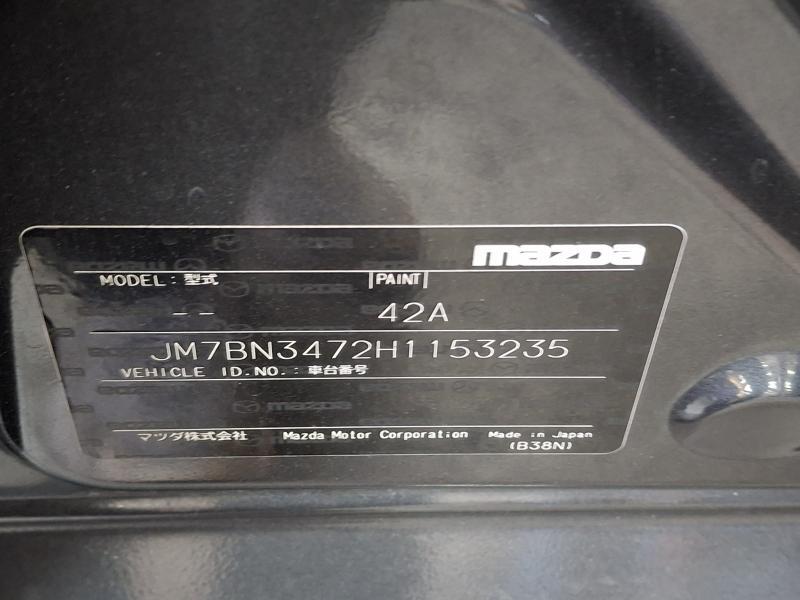 mazda
MODEL: 型式 PAINT
-- 42A
JM7BN3472H1153235
VEHICLE ID.NO.: 車台番号
マツダ株式会社 Mazda Motor Corporation Made in Japan
(B38N)